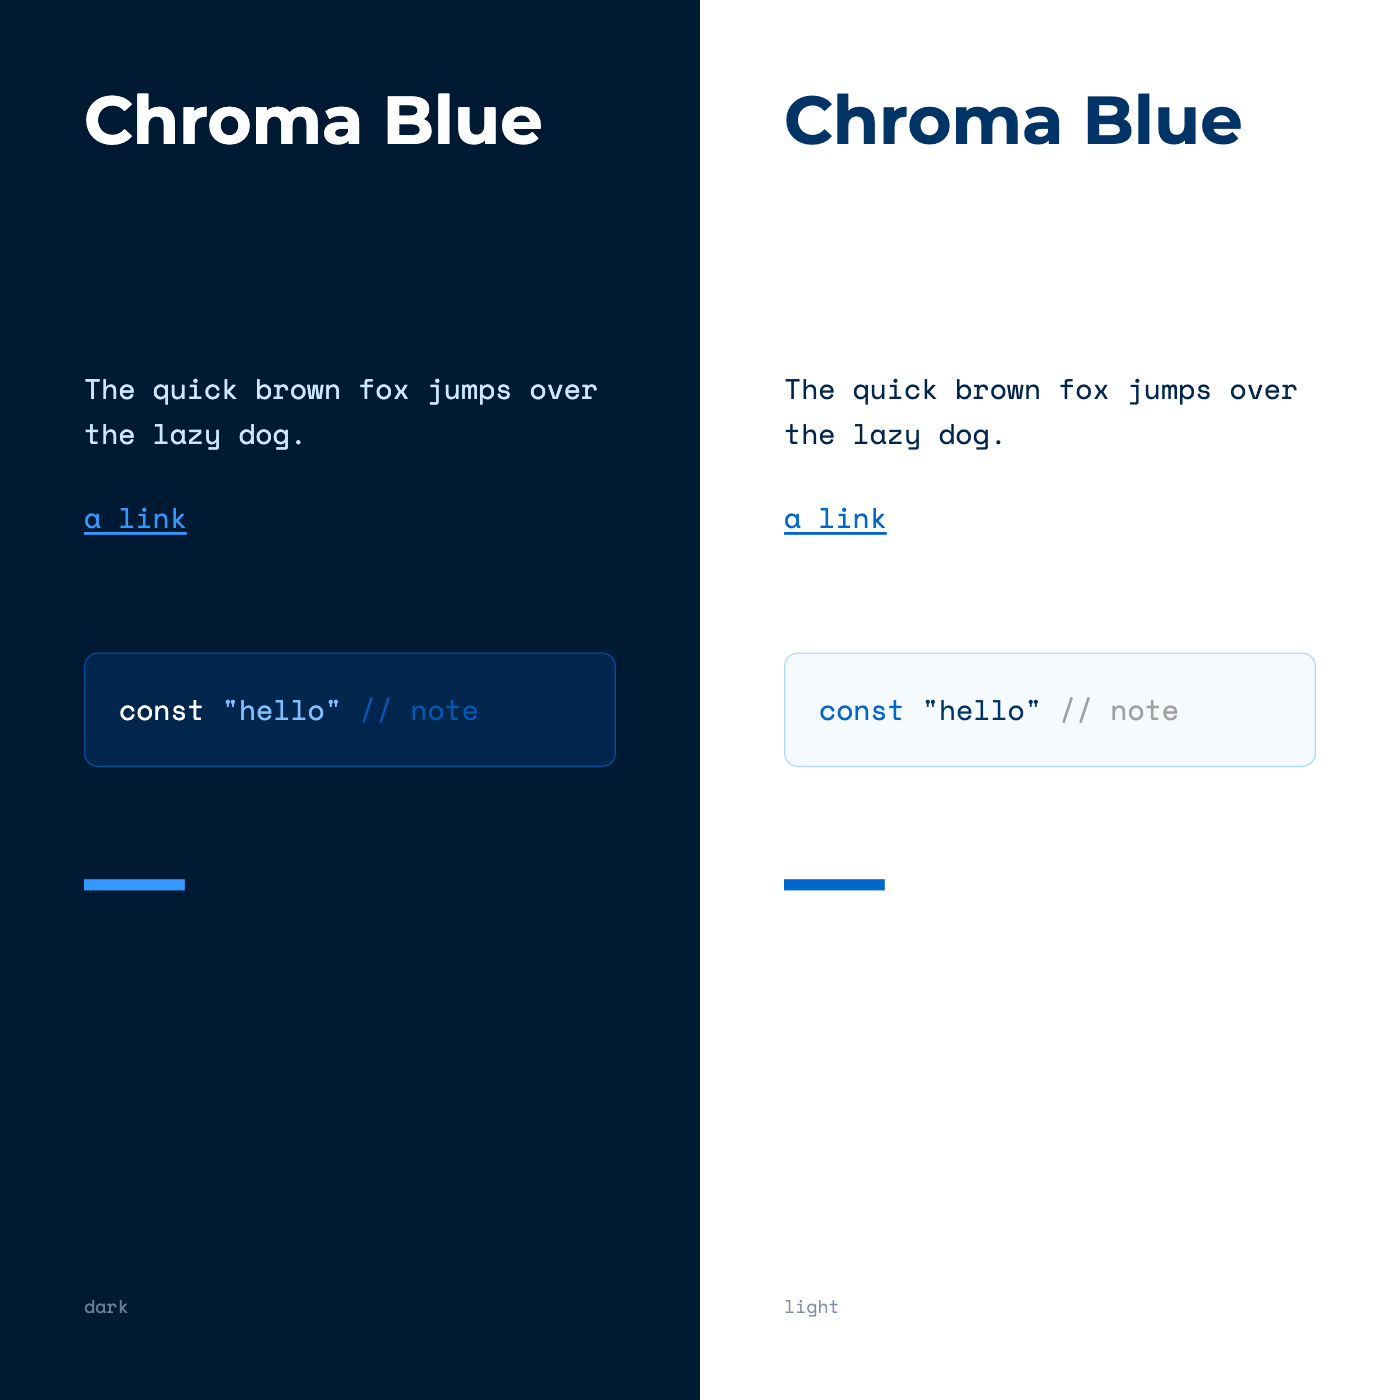 Chroma Blue
The quick brown fox jumps over
the lazy dog.
a link
const "hello" // note
dark
Chroma Blue
The quick brown fox jumps over
the lazy dog.
a link
const "hello" // note
light